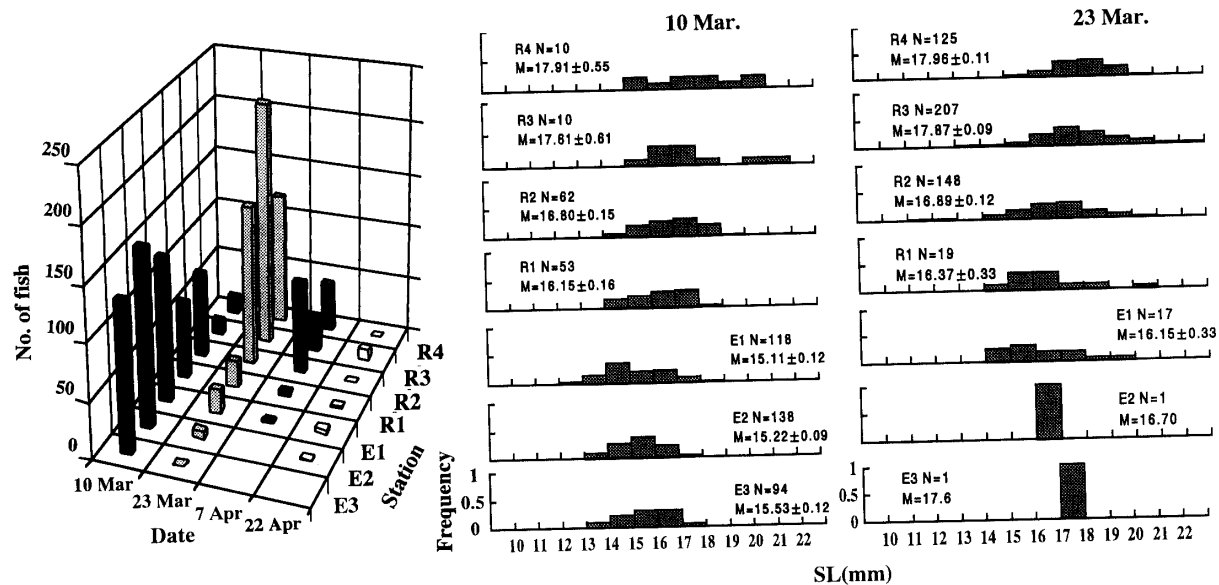 250
200
150
100
50
0
No. of fish
10 Mar
23 Mar
7 Apr
22 Apr
Date
R4
R3
R2
R1
E1
E2
E3
Station
10 Mar.
R4 N=10
M=17.91±0.55
R3 N=10
M=17.61±0.61
R2 N=62
M=16.80±0.15
R1 N=53
M=16.15±0.16
E1 N=118
M=15.11±0.12
E2 N=138
M=15.22±0.09
E3 N=94
M=15.53±0.12
Frequency
1
0.5
0
10 11 12 13 14 15 16 17 18 19 20 21 22
23 Mar.
R4 N=125
M=17.96±0.11
R3 N=207
M=17.87±0.09
R2 N=148
M=16.89±0.12
R1 N=19
M=16.37±0.33
E1 N=17
M=16.15±0.33
E2 N=1
M=16.70
E3 N=1
M=17.6
1
0.5
0
10 11 12 13 14 15 16 17 18 19 20 21 22
SL(mm)